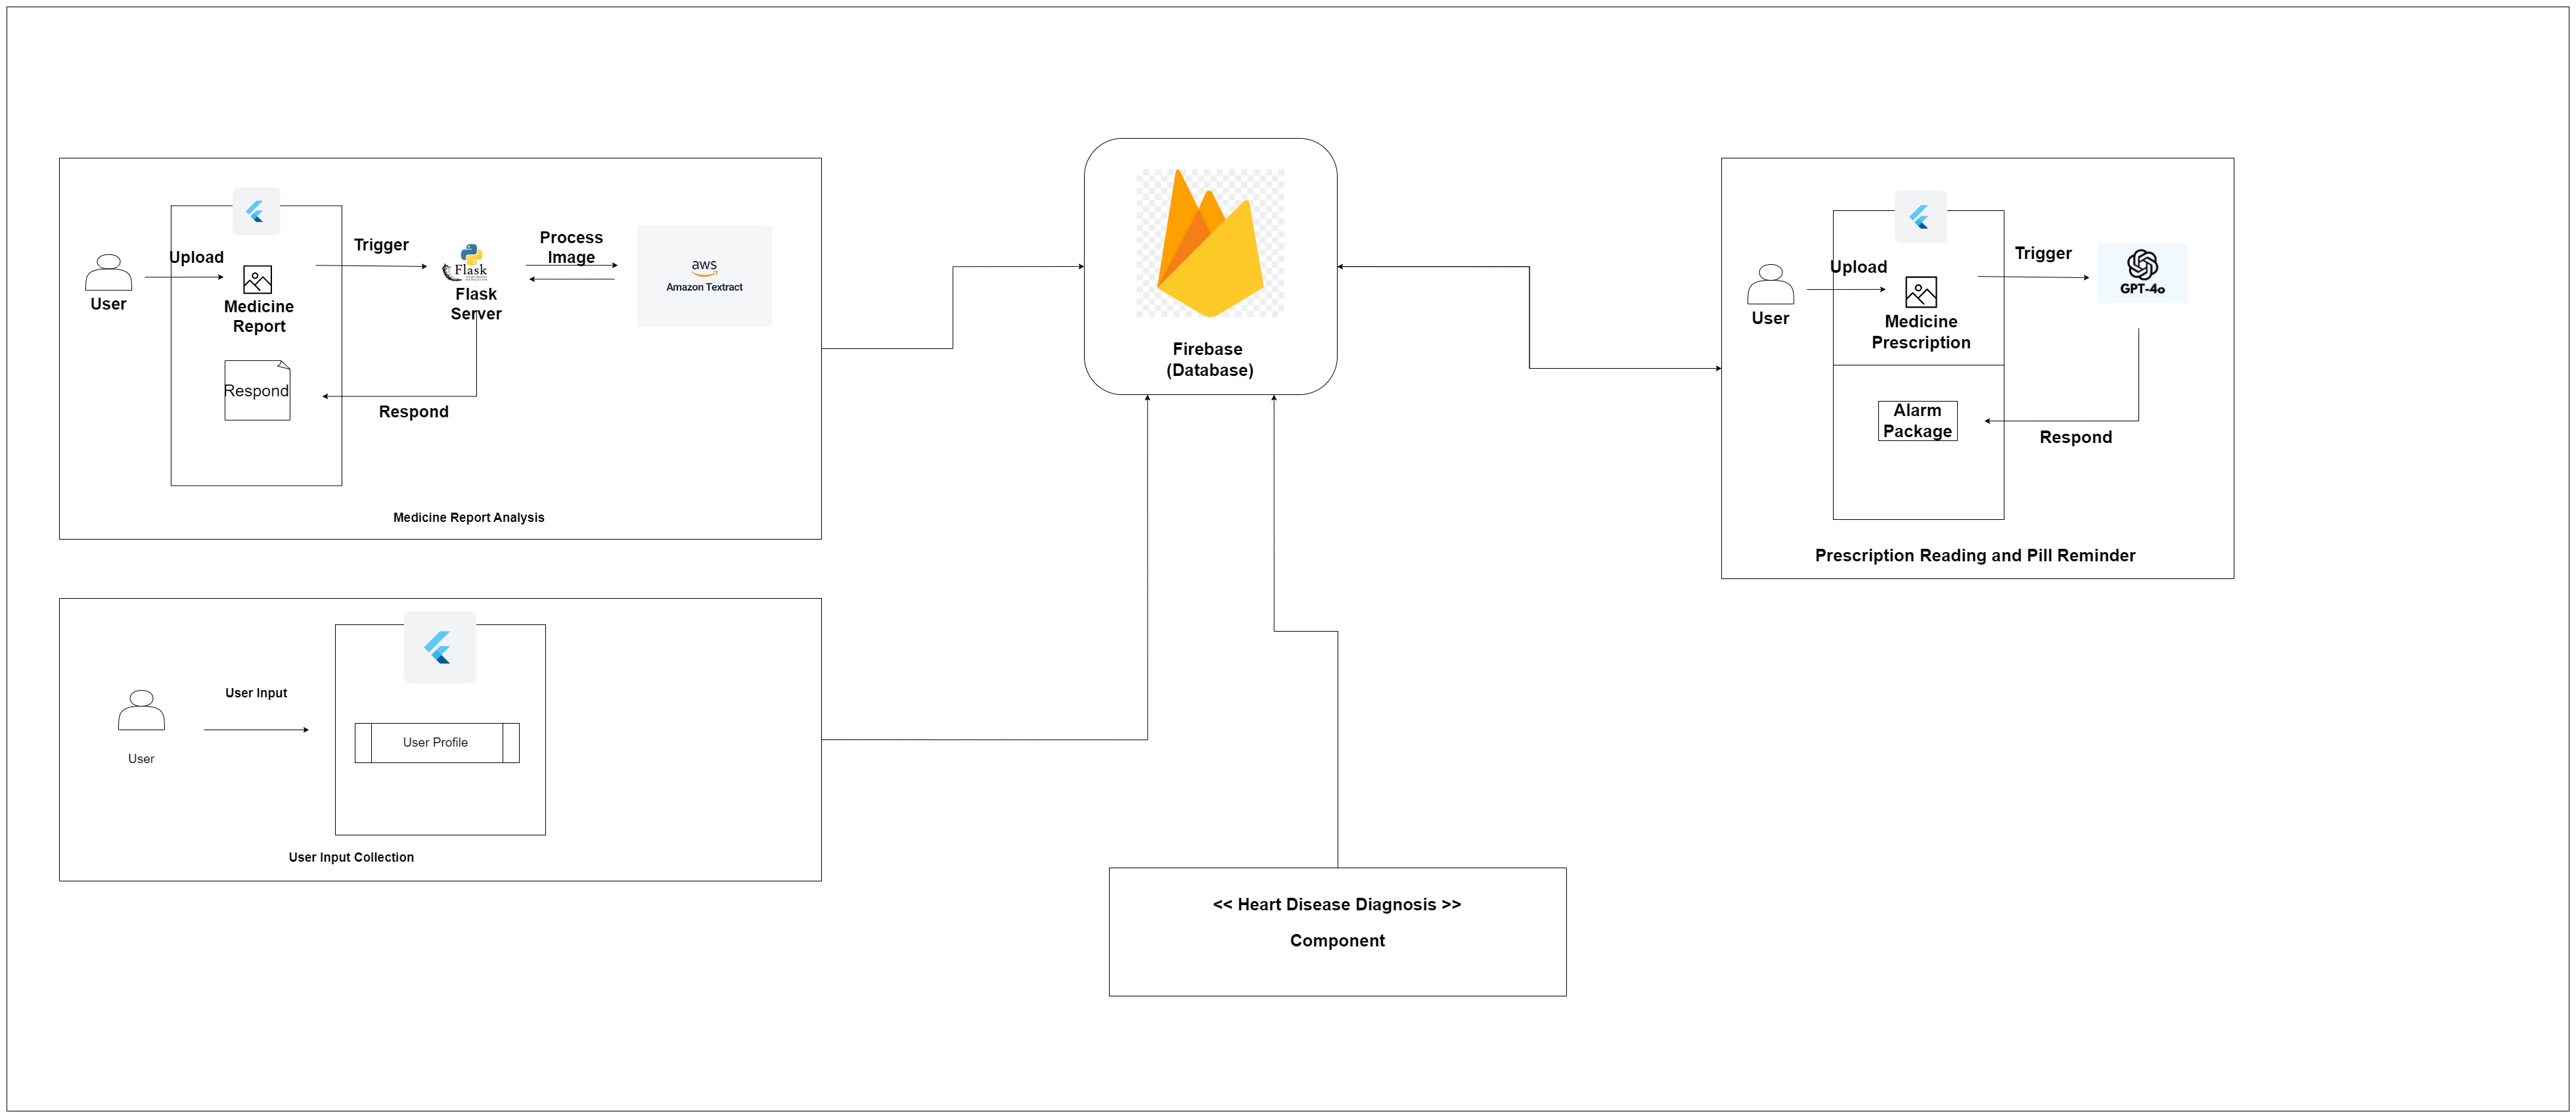 Upload
User
Medicine
Report
Respond
Trigger
Flask
Flask
Server
Process
Image
aws
Amazon Textract
Respond
Medicine Report Analysis
User Input
User
User Profile
User Input Collection
Firebase
(Database)
<< Heart Disease Diagnosis >>
Component
Upload
User
Medicine
Prescription
Trigger
GPT-4o
Alarm
Package
Respond
Prescription Reading and Pill Reminder